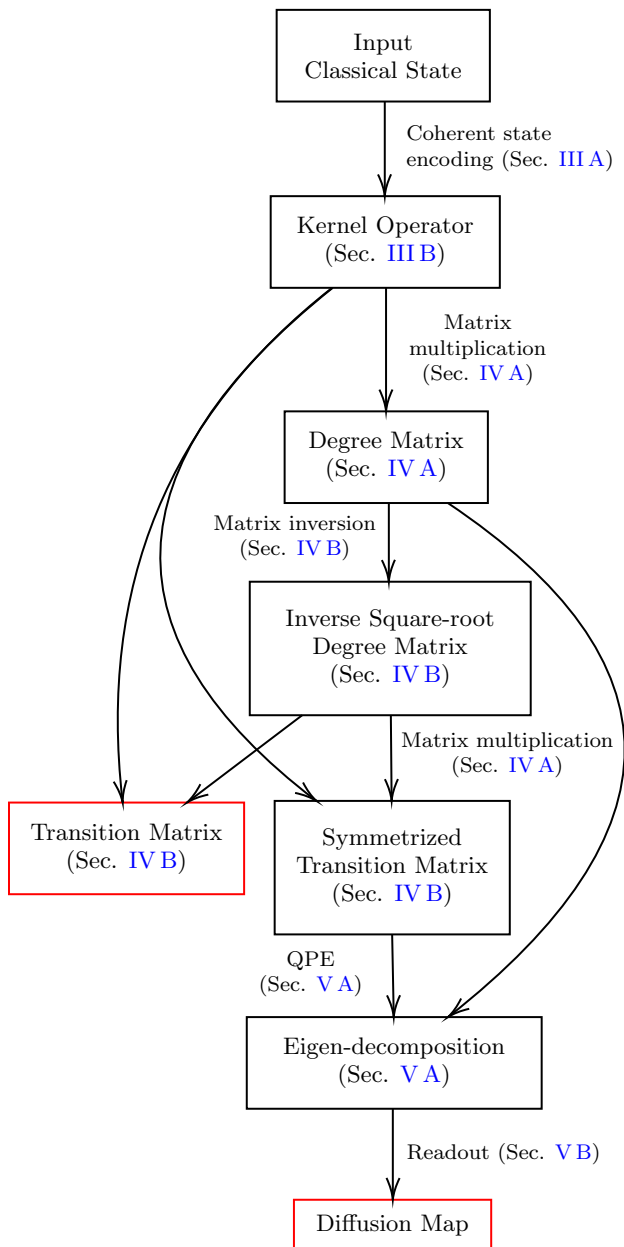 Input
Classical State
Coherent state
encoding (Sec. III A)
Kernel Operator
(Sec. III B)
Matrix
multiplication
(Sec. IV A)
Degree Matrix
(Sec. IV A)
Matrix inversion
(Sec. IV B)
Inverse Square-root
Degree Matrix
(Sec. IV B)
Matrix multiplication
(Sec. IV A)
Transition Matrix
(Sec. IV B)
Symmetrized
Transition Matrix
(Sec. IV B)
QPE
(Sec. V A)
Eigen-decomposition
(Sec. V A)
Readout (Sec. V B)
Diffusion Map